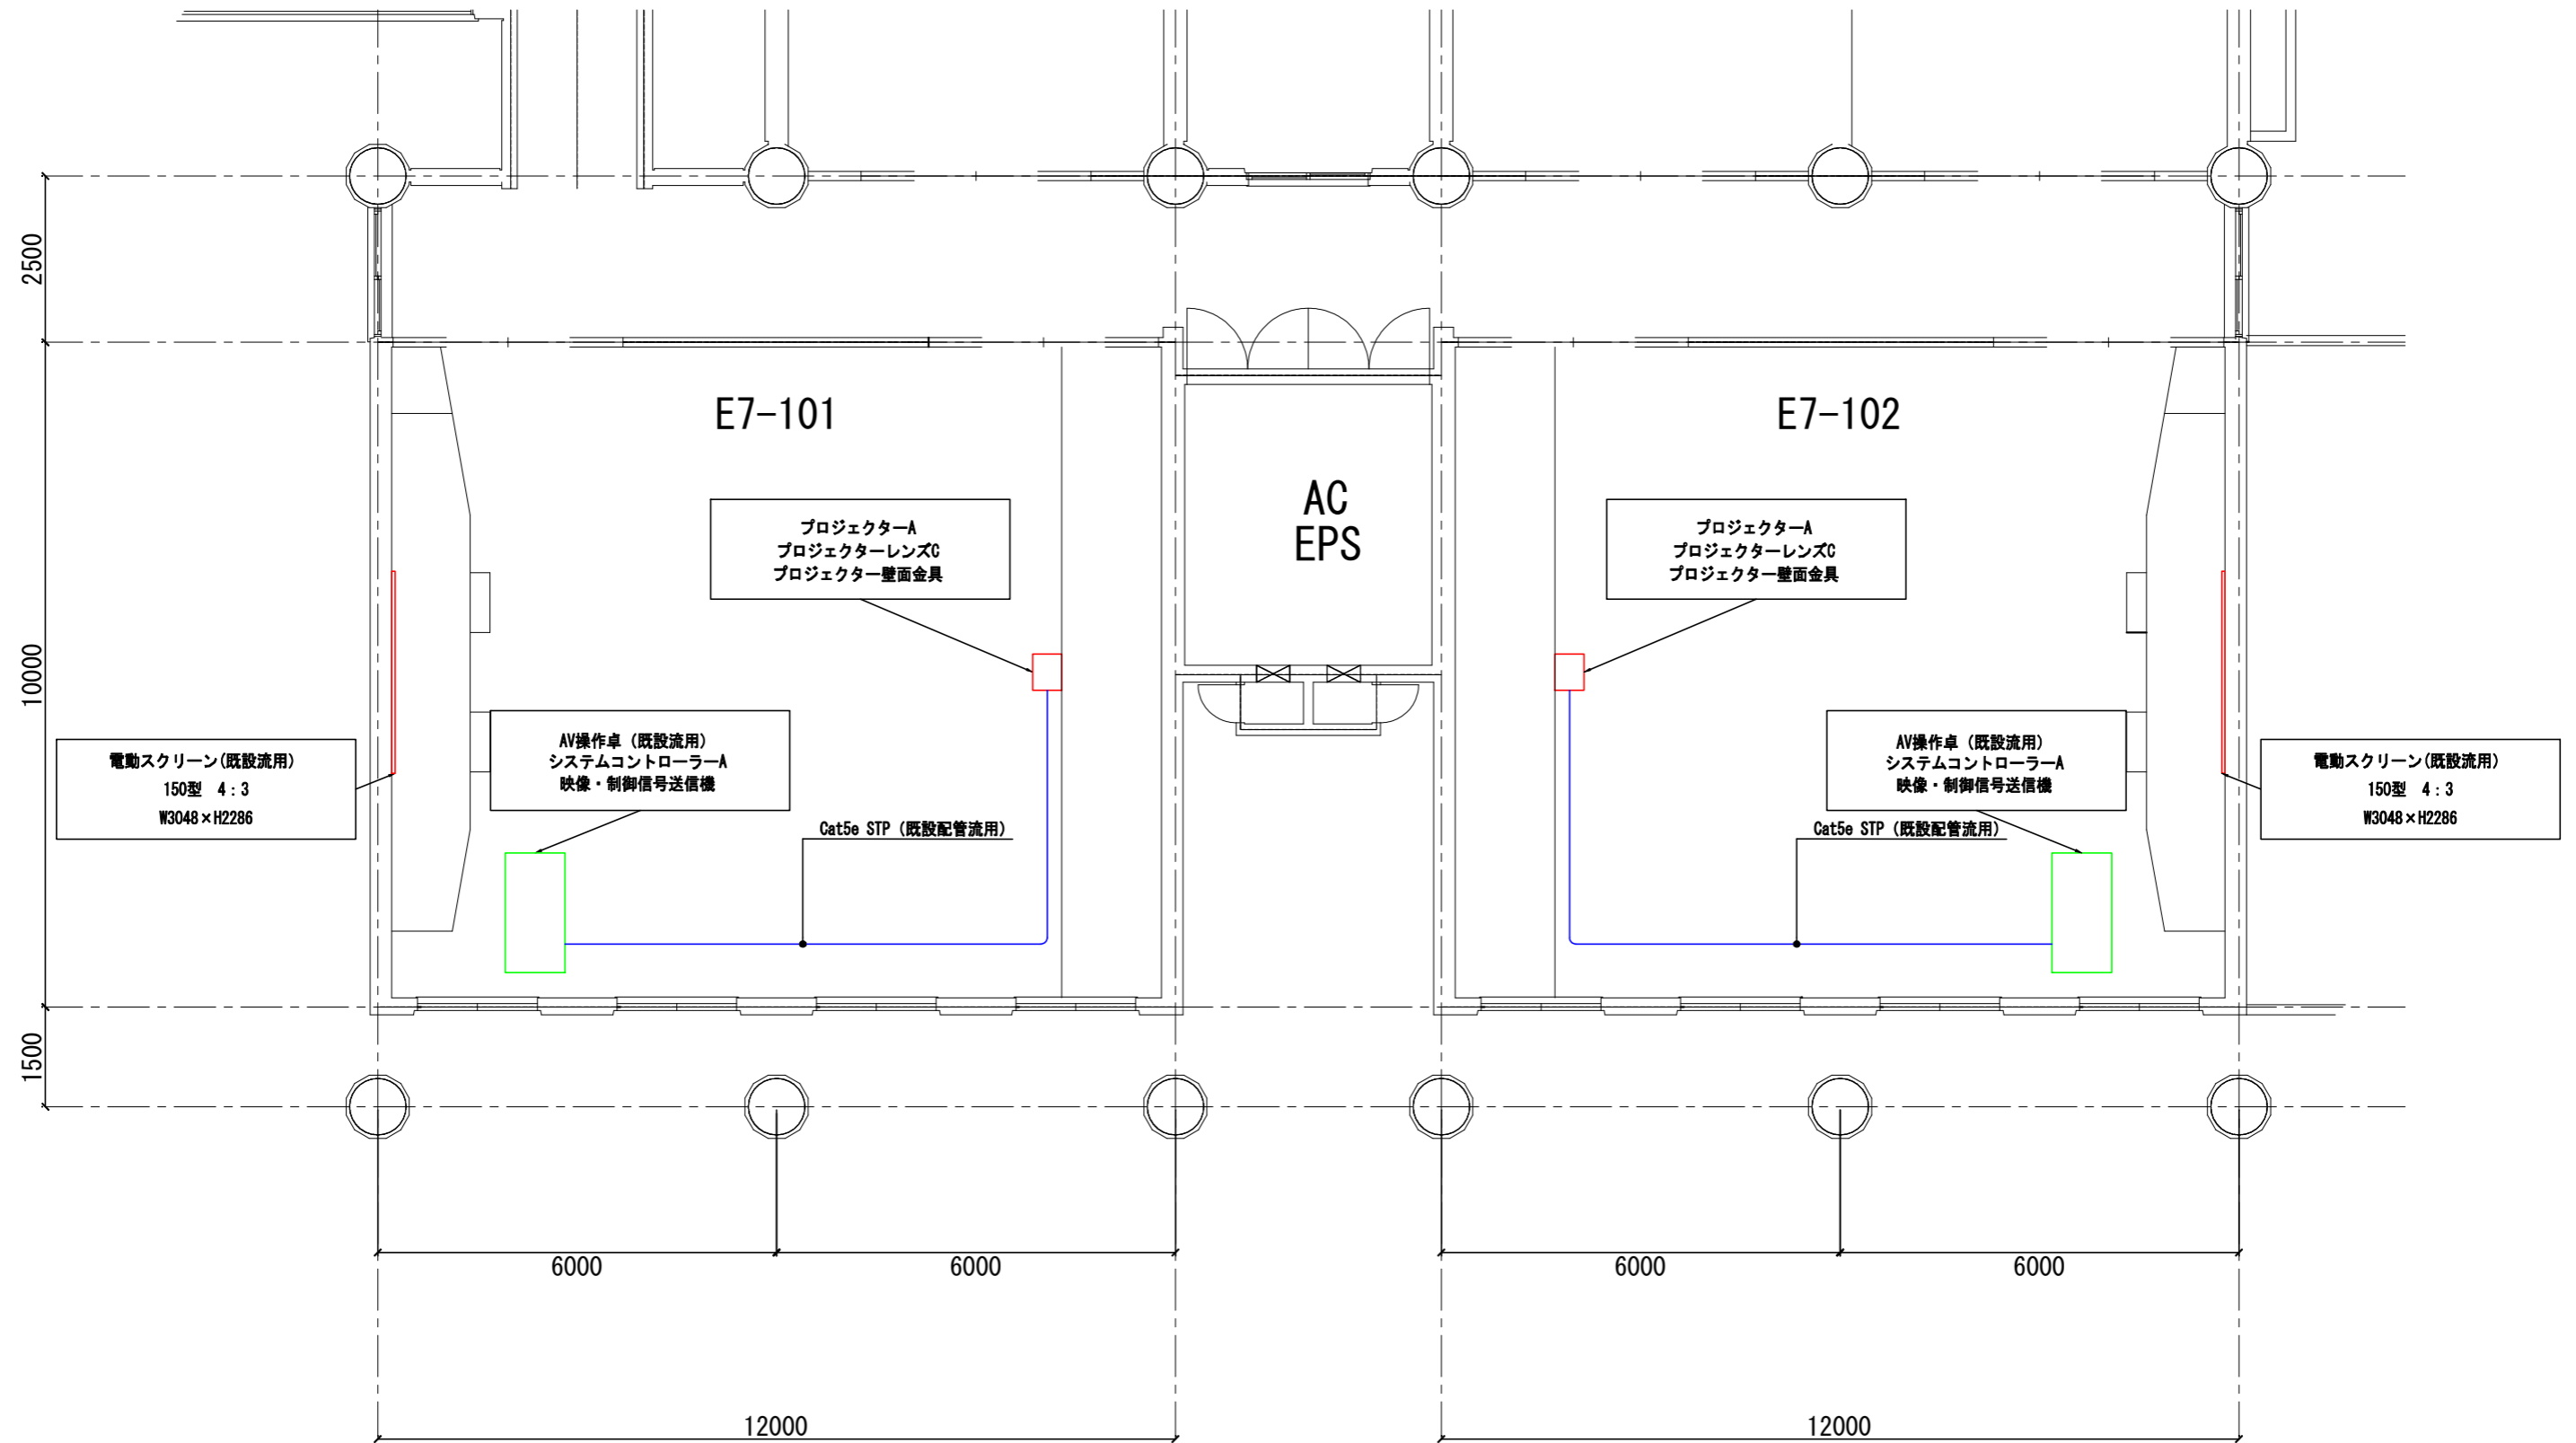 2500
10000
1500
E7-101
プロジェクターA
プロジェクターレンズC
プロジェクター壁面金具
AV操作卓（既設流用）
システムコントローラーA
映像・制御信号送信機
電動スクリーン(既設流用)
150型　4：3
W3048×H2286
Cat5e STP（既設配管流用）
AC
EPS
E7-102
プロジェクターA
プロジェクターレンズC
プロジェクター壁面金具
AV操作卓（既設流用）
システムコントローラーA
映像・制御信号送信機
電動スクリーン(既設流用)
150型　4：3
W3048×H2286
Cat5e STP（既設配管流用）
6000
6000
6000
6000
12000
12000